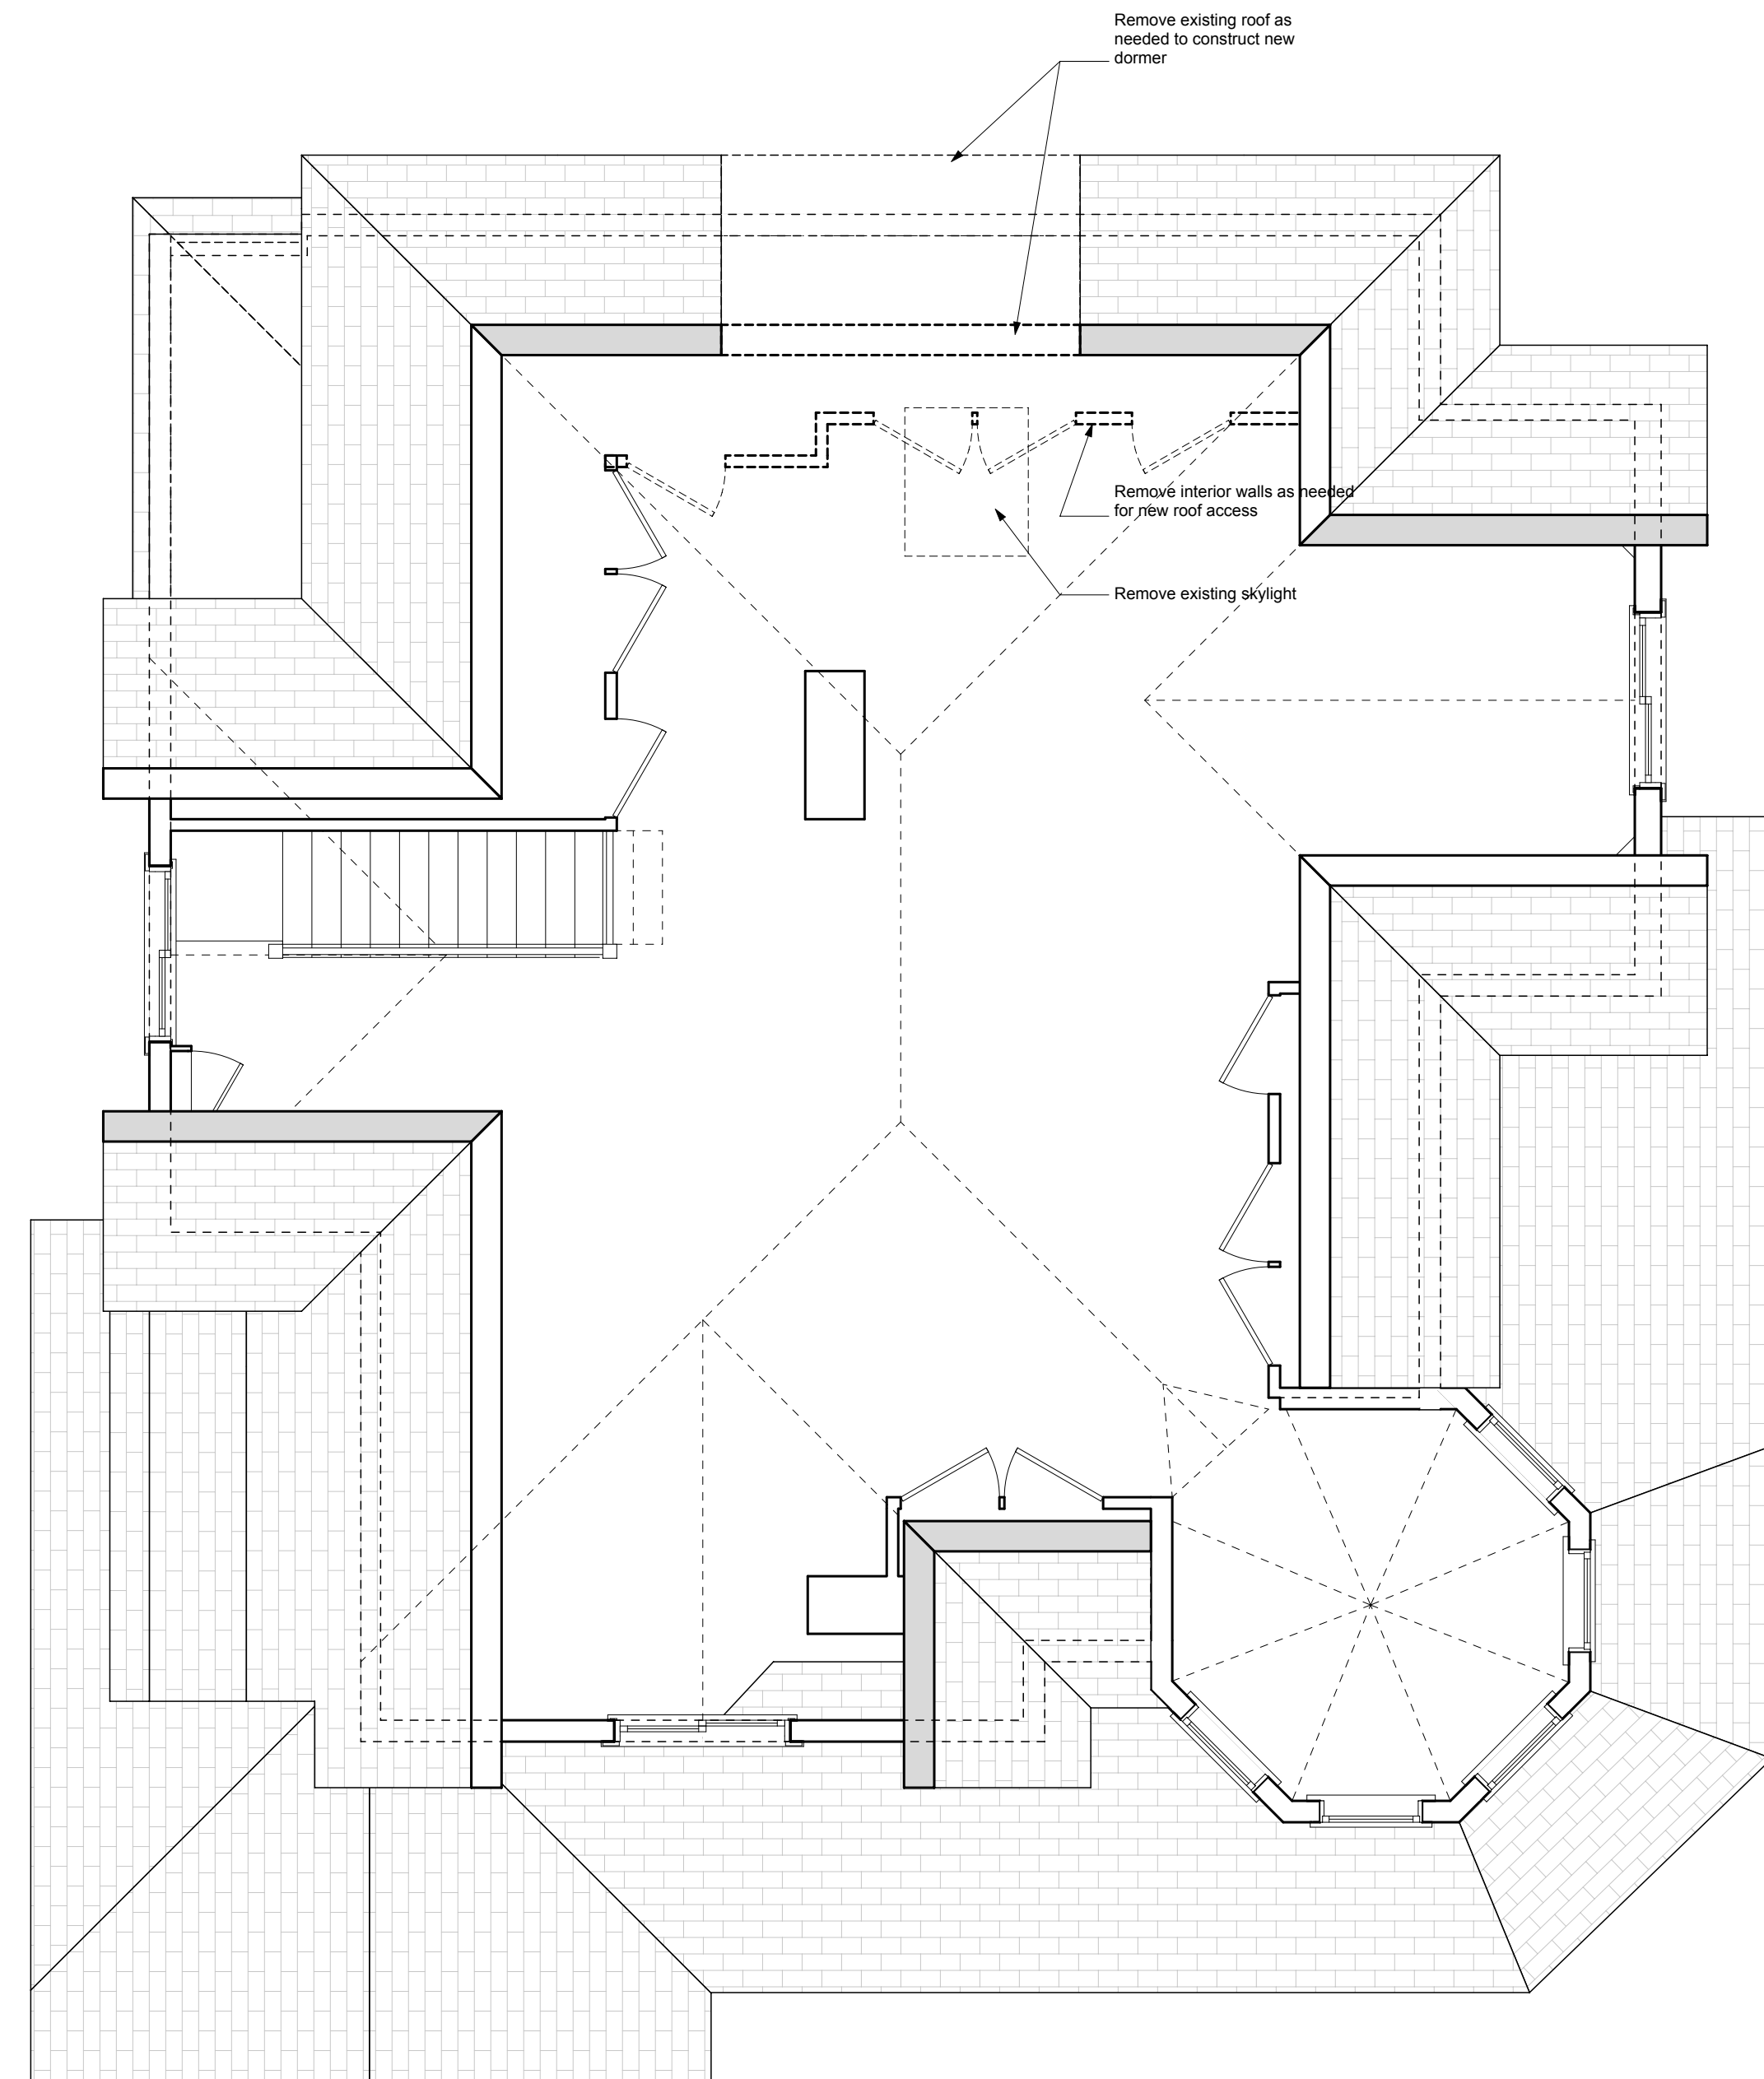 Remove existing roof as
needed to construct new
dormer
Remove interior walls as needed
for new roof access
Remove existing skylight